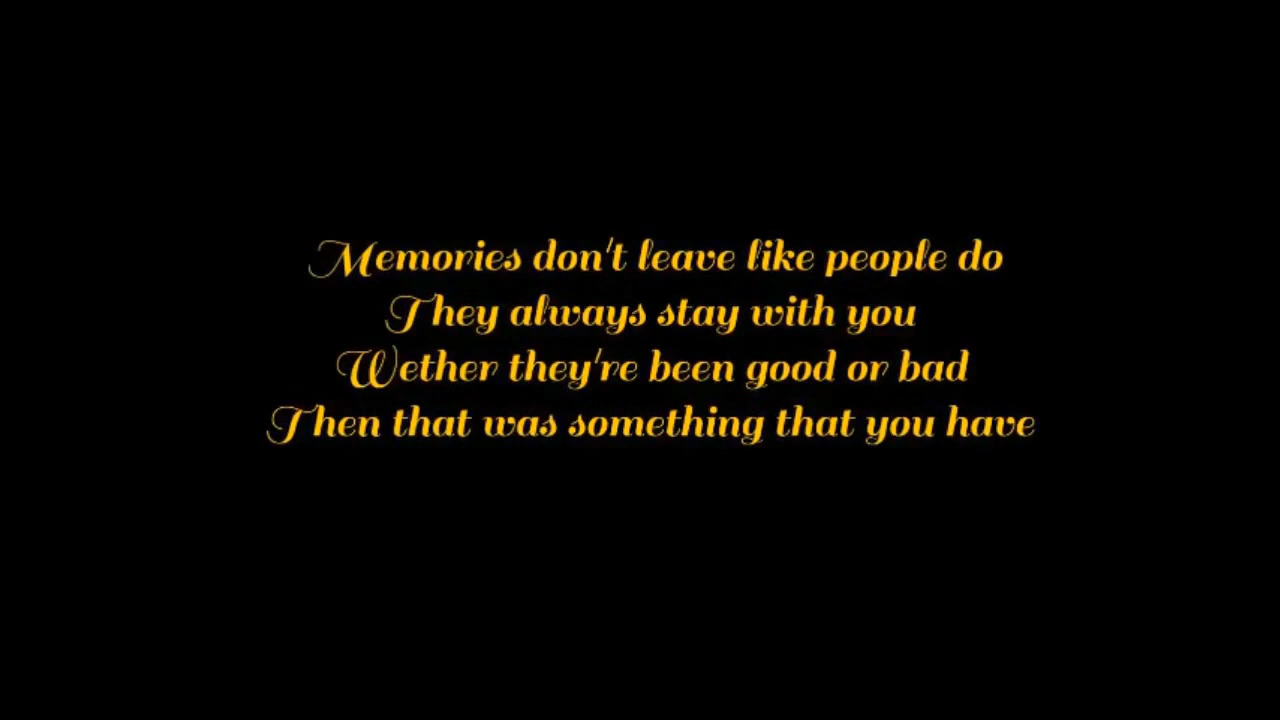 Memories don't leave like people do
They always stay with you
Wether they're been good or bad
Then that was something that you have